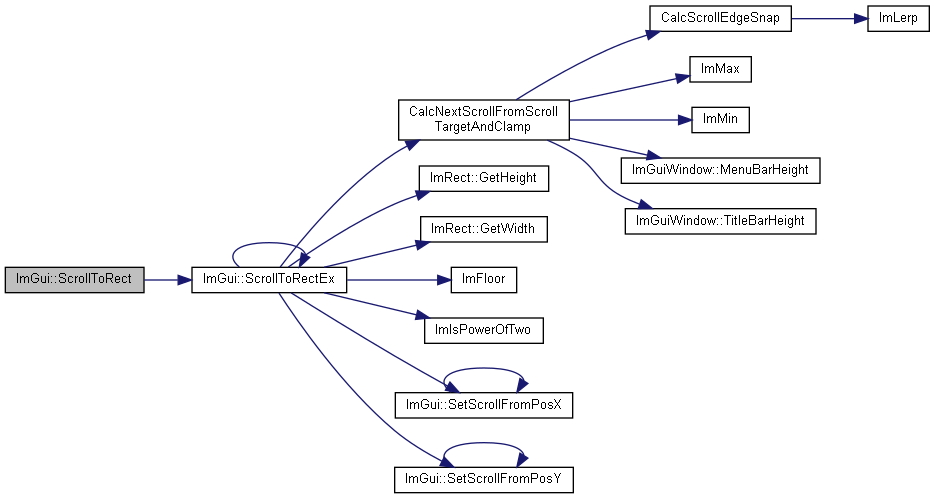 CalcScrollEdgeSnap
ImLerp
ImMax
CalcNextScrollFromScroll
TargetAndClamp
ImMin
ImGuiWindow::MenuBarHeight
ImRect::GetHeight
ImGuiWindow::TitleBarHeight
ImRect::GetWidth
ImGui::ScrollToRect
ImGui::ScrollToRectEx
ImFloor
ImIsPowerOfTwo
ImGui::SetScrollFromPosX
ImGui::SetScrollFromPosY